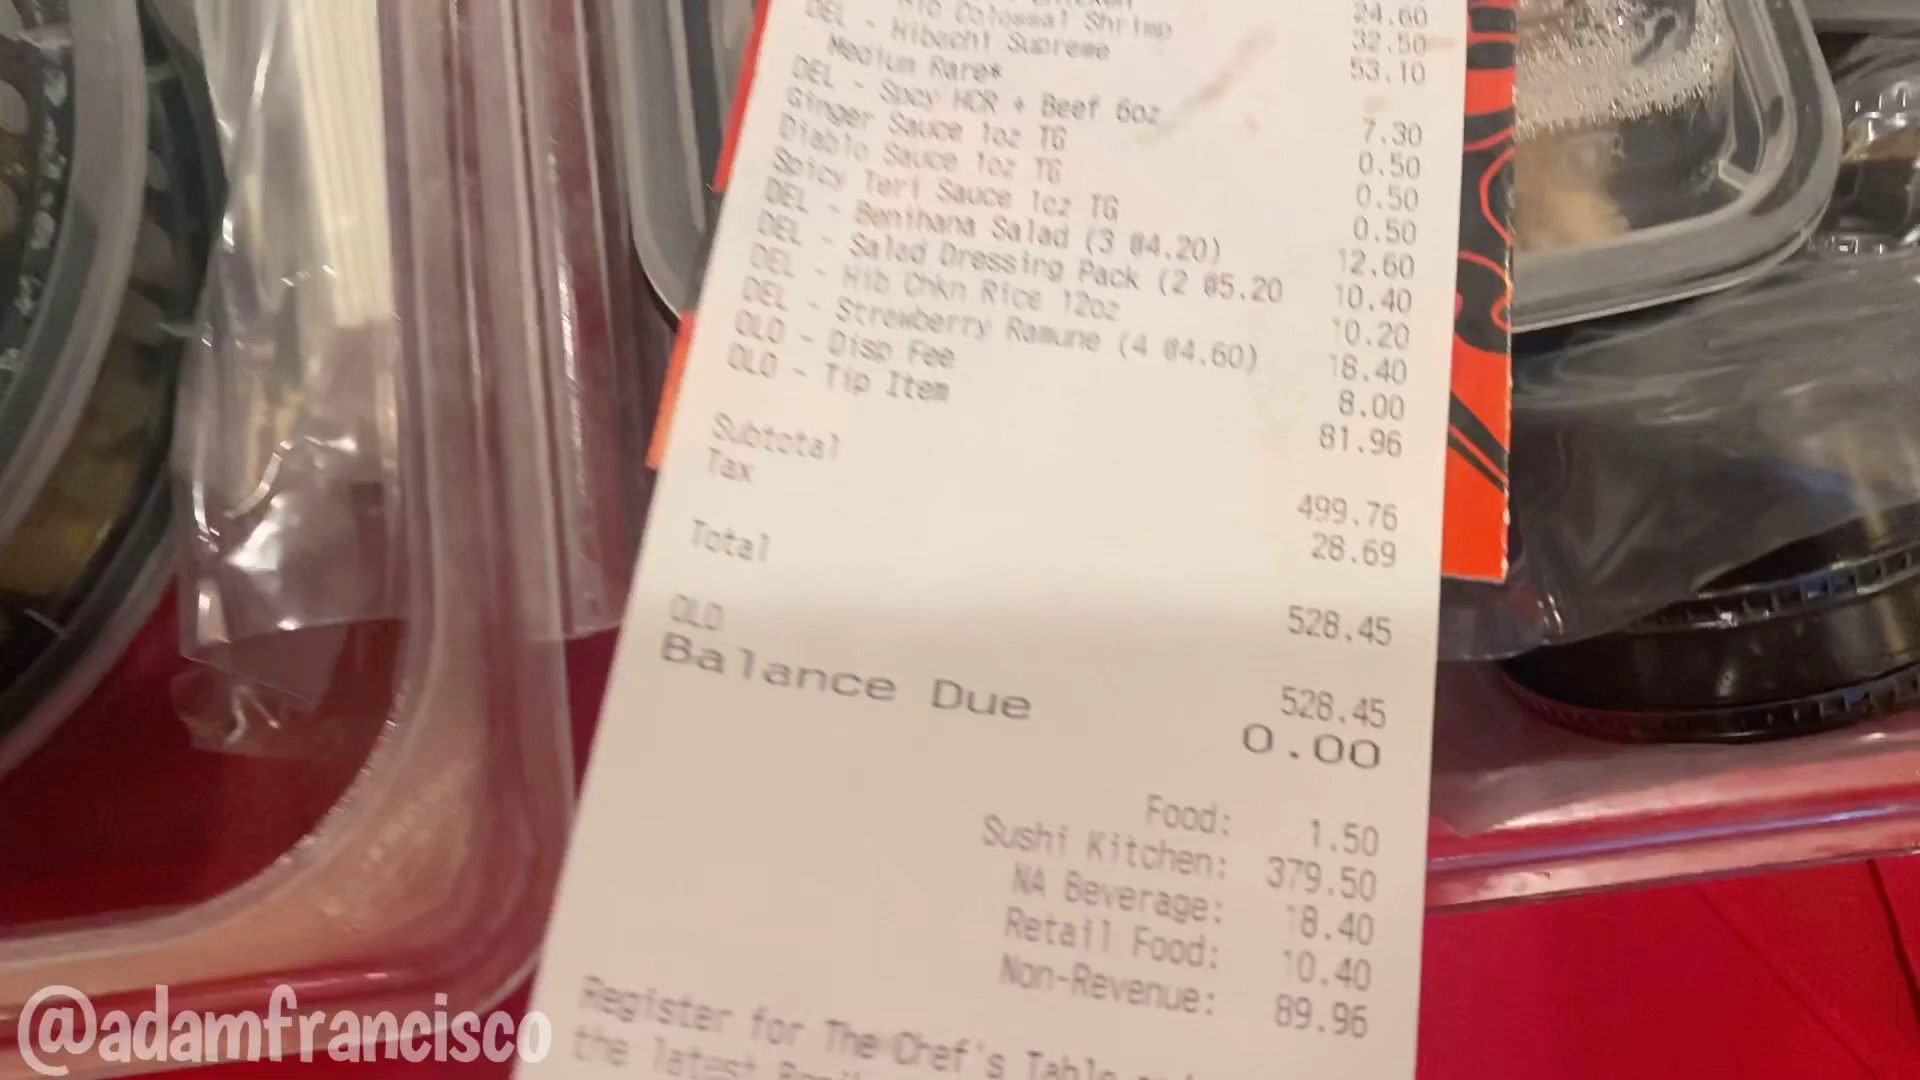 24.60
Colossal Shrimp 32.50
DEL - Hibachi Supreme 53.10
Medium Rare*
DEL - Spcy HCR + Beef 6oz 7.30
Ginger Sauce 1oz TG 0.50
Diablo Sauce 1oz TG 0.50
Spicy Teri Sauce 1oz TG 0.50
DEL - Benihana Salad (3 @4.20) 12.60
DEL - Salad Dressing Pack (2 @5.20 10.40
DEL - Hib Chkn Rice 12oz 10.20
DEL - Strawberry Ramune (4 @4.60) 18.40
OLO - Disp Fee 8.00
OLO - Tip Item 81.96
Subtotal 499.76
Tax 28.69
Total 528.45
OLO 528.45
Balance Due 0.00
Food: 1.50
Sushi Kitchen: 379.50
NA Beverage: 18.40
Retail Food: 10.40
Non-Revenue: 89.96
Register for The Chef's Table
the latest
@adamfrancisco